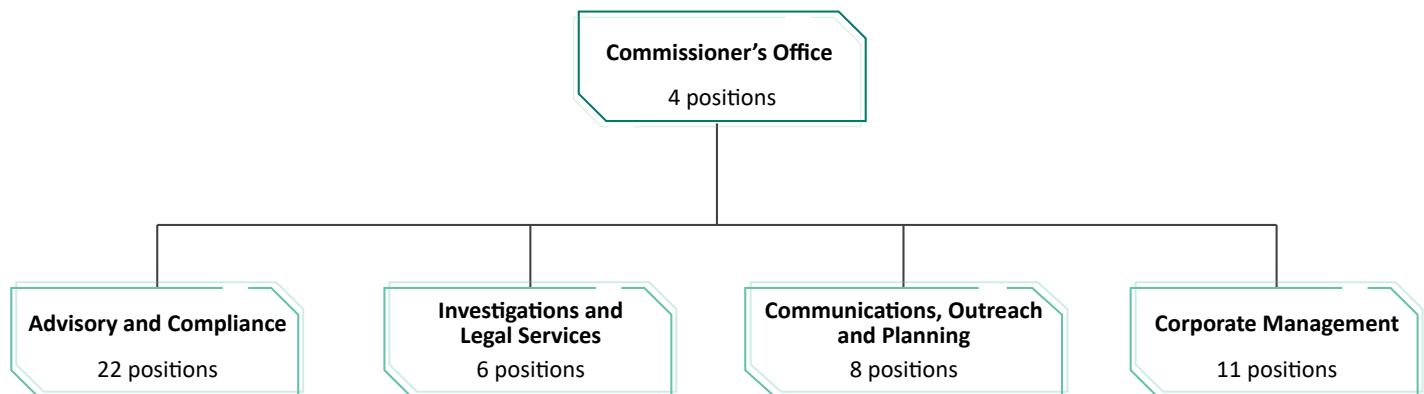 Commissioner’s Office
4 positions
Advisory and Compliance
22 positions
Investigations and
Legal Services
6 positions
Communications, Outreach
and Planning
8 positions
Corporate Management
11 positions